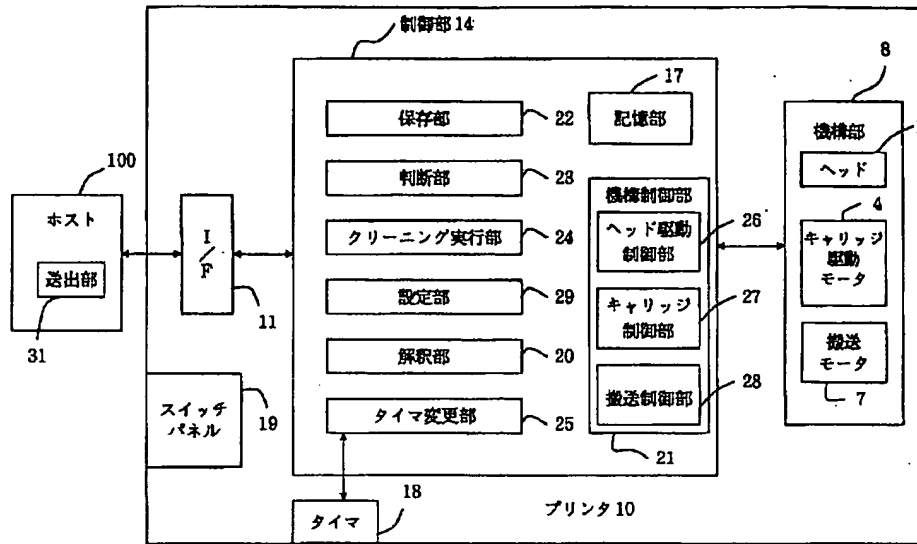 制御部14
保存部
22
17
記憶部
8
機構部
ヘッド
判断部
23
100
ホスト
送出部
31
I/F
11
クリーニング実行部
24
機構制御部
ヘッド駆動
制御部
26
4
キャリッジ
駆動
モータ
設定部
29
キャリッジ
制御部
27
解釈部
20
搬送
モータ
7
搬送制御部
28
スイッチ
パネル
19
タイマ変更部
25
21
タイマ
18
プリンタ10